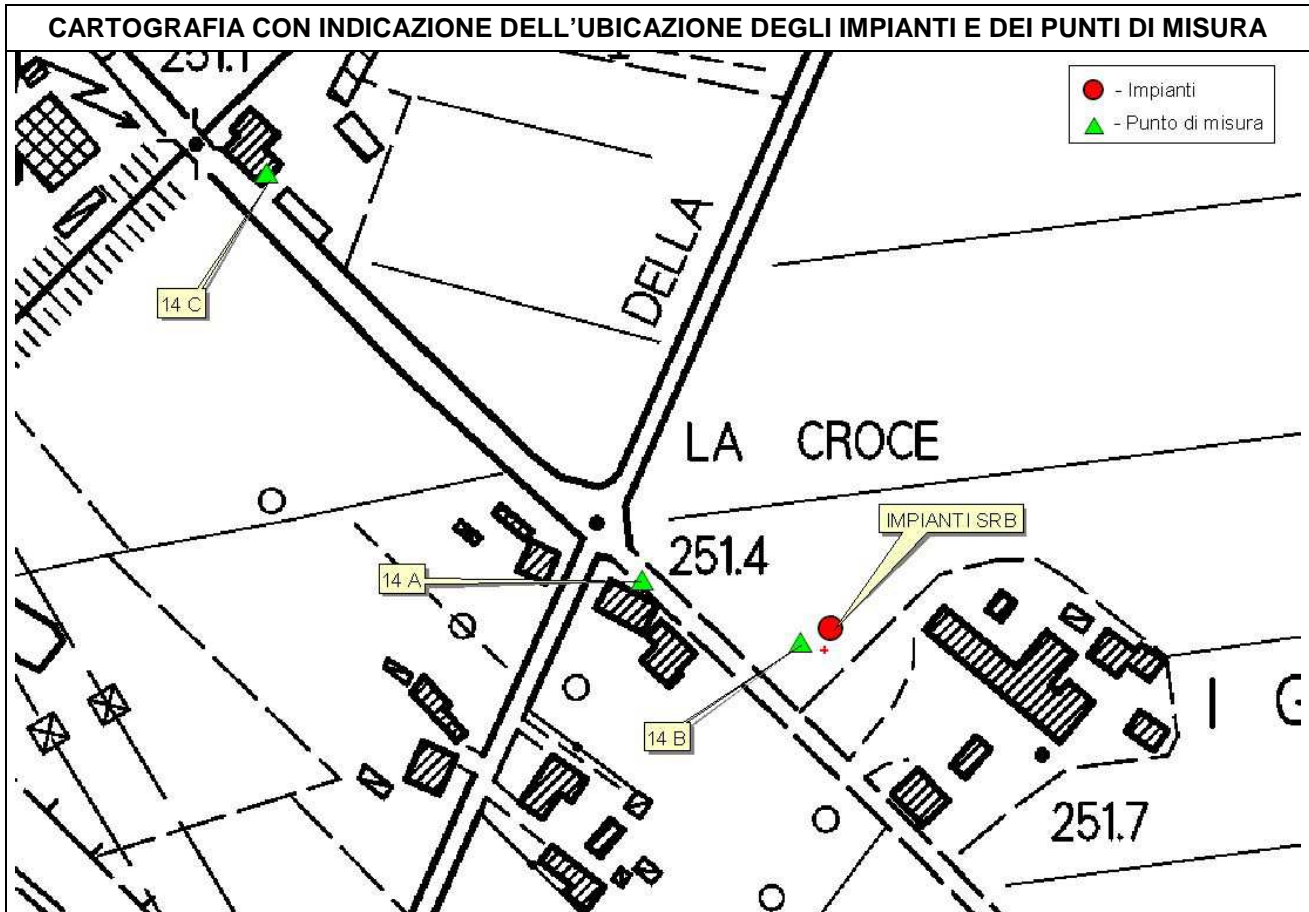 CARTOGRAFIA CON INDICAZIONE DELL'UBICAZIONE DEGLI IMPIANTI E DEI PUNTI DI MISURA
251.1
- Impianti
- Punto di misura
DELLA
14 C
LA CROCE
IMPIANTI SRB
251.4
14 A
14 B
I G
251.7